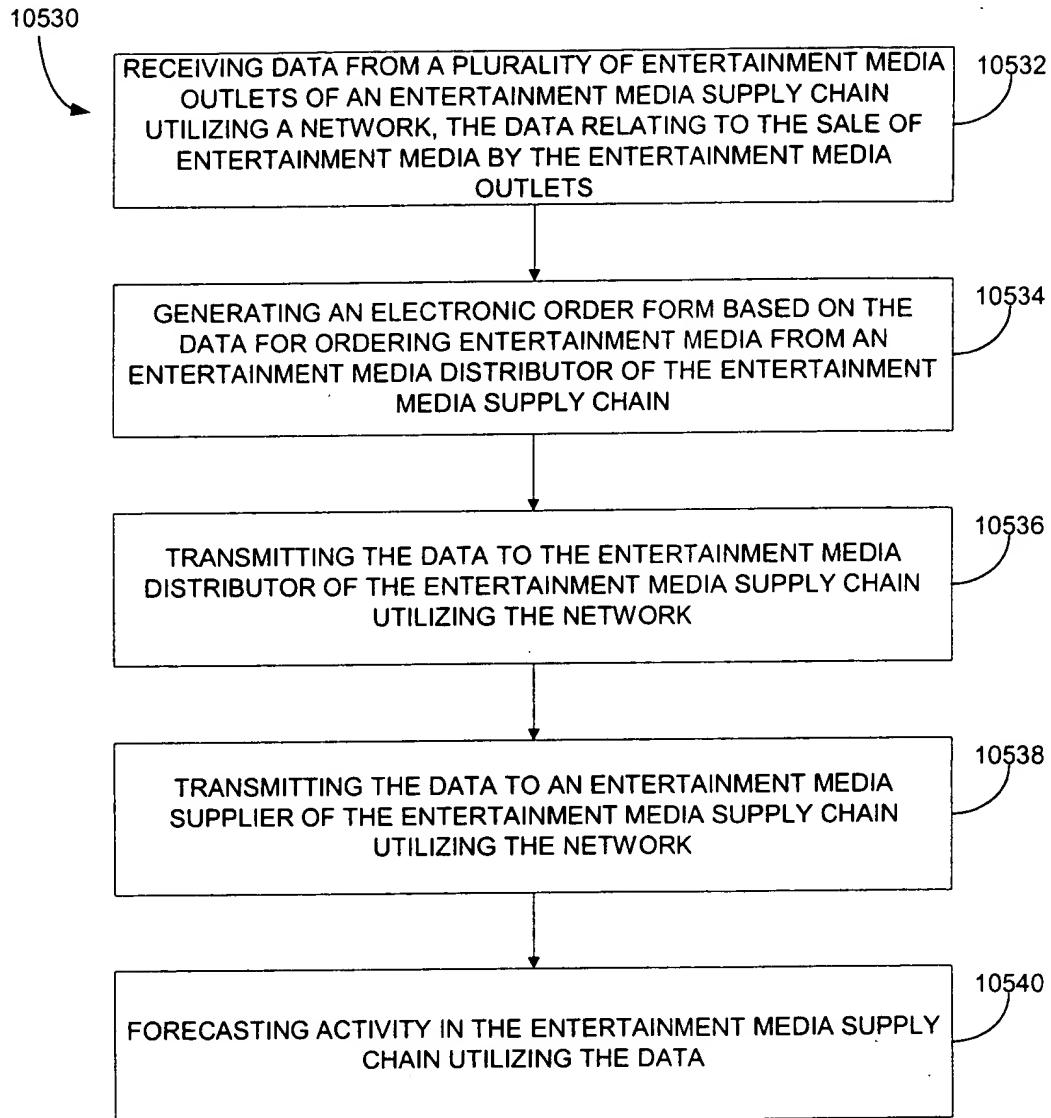 10530
RECEIVING DATA FROM A PLURALITY OF ENTERTAINMENT MEDIA
OUTLETS OF AN ENTERTAINMENT MEDIA SUPPLY CHAIN
UTILIZING A NETWORK, THE DATA RELATING TO THE SALE OF
ENTERTAINMENT MEDIA BY THE ENTERTAINMENT MEDIA
OUTLETS
10532
GENERATING AN ELECTRONIC ORDER FORM BASED ON THE
DATA FOR ORDERING ENTERTAINMENT MEDIA FROM AN
ENTERTAINMENT MEDIA DISTRIBUTOR OF THE ENTERTAINMENT
MEDIA SUPPLY CHAIN
10534
TRANSMITTING THE DATA TO THE ENTERTAINMENT MEDIA
DISTRIBUTOR OF THE ENTERTAINMENT MEDIA SUPPLY CHAIN
UTILIZING THE NETWORK
10536
TRANSMITTING THE DATA TO AN ENTERTAINMENT MEDIA
SUPPLIER OF THE ENTERTAINMENT MEDIA SUPPLY CHAIN
UTILIZING THE NETWORK
10538
FORECASTING ACTIVITY IN THE ENTERTAINMENT MEDIA SUPPLY
CHAIN UTILIZING THE DATA
10540